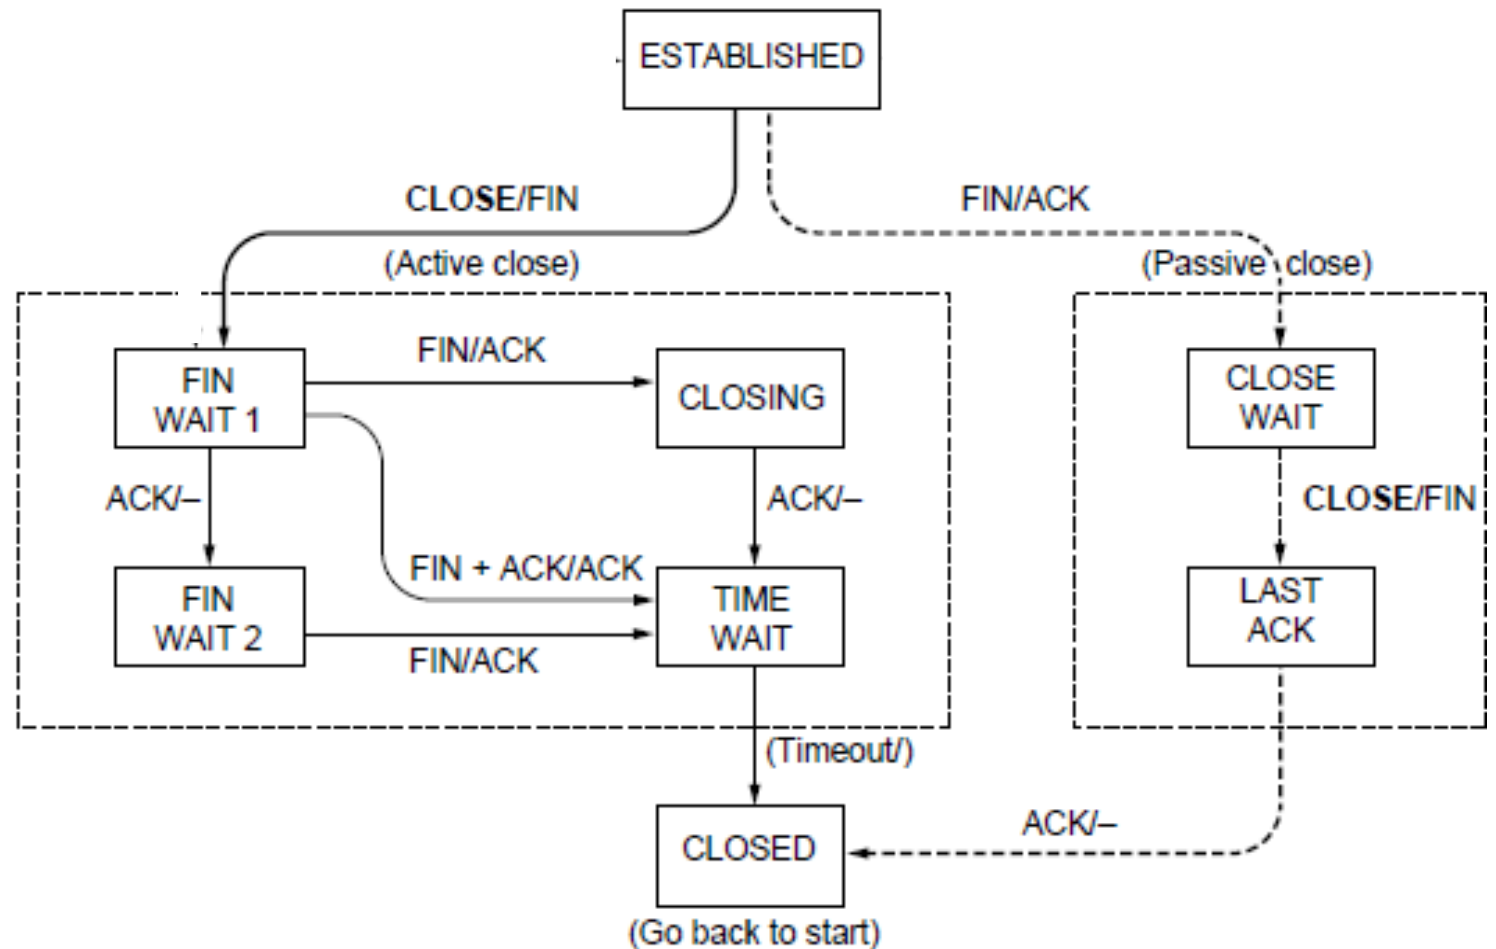 ESTABLISHED
CLOSE/FIN
FIN/ACK
(Active close)
(Passive close)
FIN
WAIT 1
FIN/ACK
CLOSING
CLOSE
WAIT
ACK/–
ACK/–
CLOSE/FIN
FIN + ACK/ACK
FIN
WAIT 2
FIN/ACK
TIME
WAIT
LAST
ACK
(Timeout/)
CLOSED
ACK/–
(Go back to start)